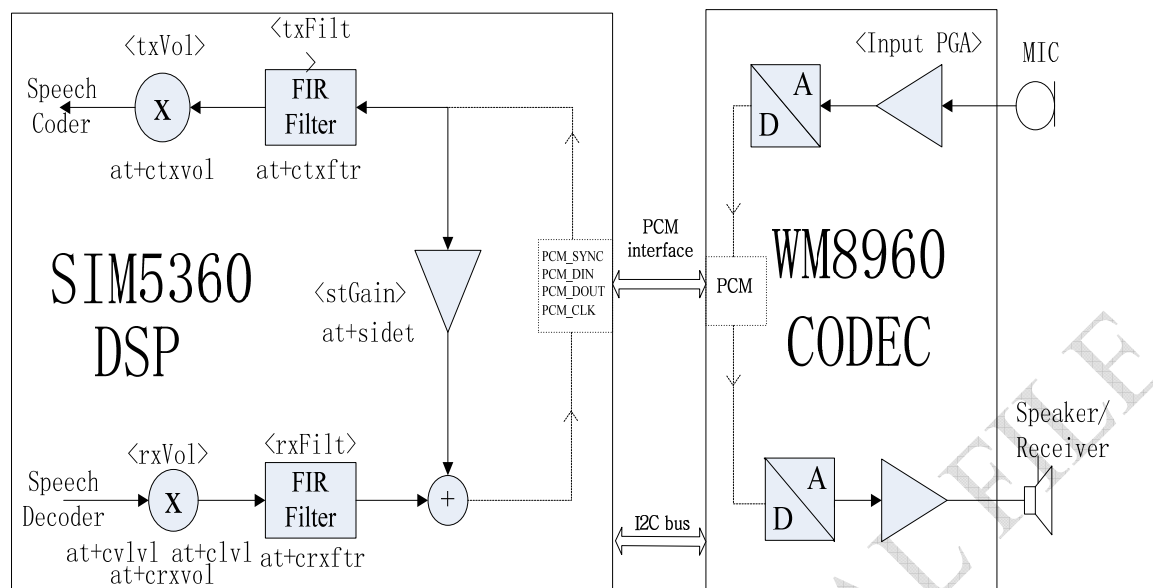 <txVol>
<txFilt
>
Speech
Coder
X
FIR
Filter
at+ctxvol
at+ctxftr
SIM5360
DSP
<stGain>
at+sidet
PCM_SYNC
PCM_DIN
PCM_DOUT
PCM_CLK
<rxVol>
<rxFilt>
Speech
Decoder
X
FIR
Filter
+
at+cvlvl at+clvl
at+crxvol
at+crxftr
PCM
interface
I2C bus
<Input PGA>
MIC
A
D
PCM
WM8960
CODEC
Speaker/
Receiver
A
D
AL FILE